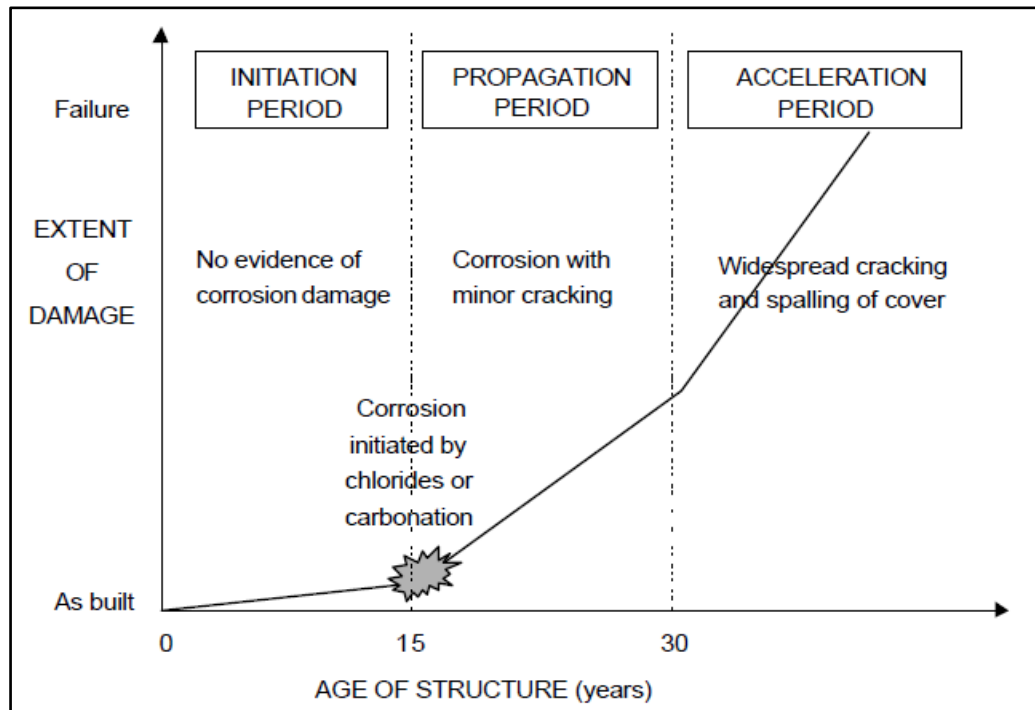 INITIATION
PERIOD
PROPAGATION
PERIOD
ACCELERATION
PERIOD
Failure
EXTENT
OF
DAMAGE
No evidence of
corrosion damage
Corrosion with
minor cracking
Widespread cracking
and spalling of cover
Corrosion
initiated by
chlorides or
carbonation
As built
0
15
30
AGE OF STRUCTURE (years)